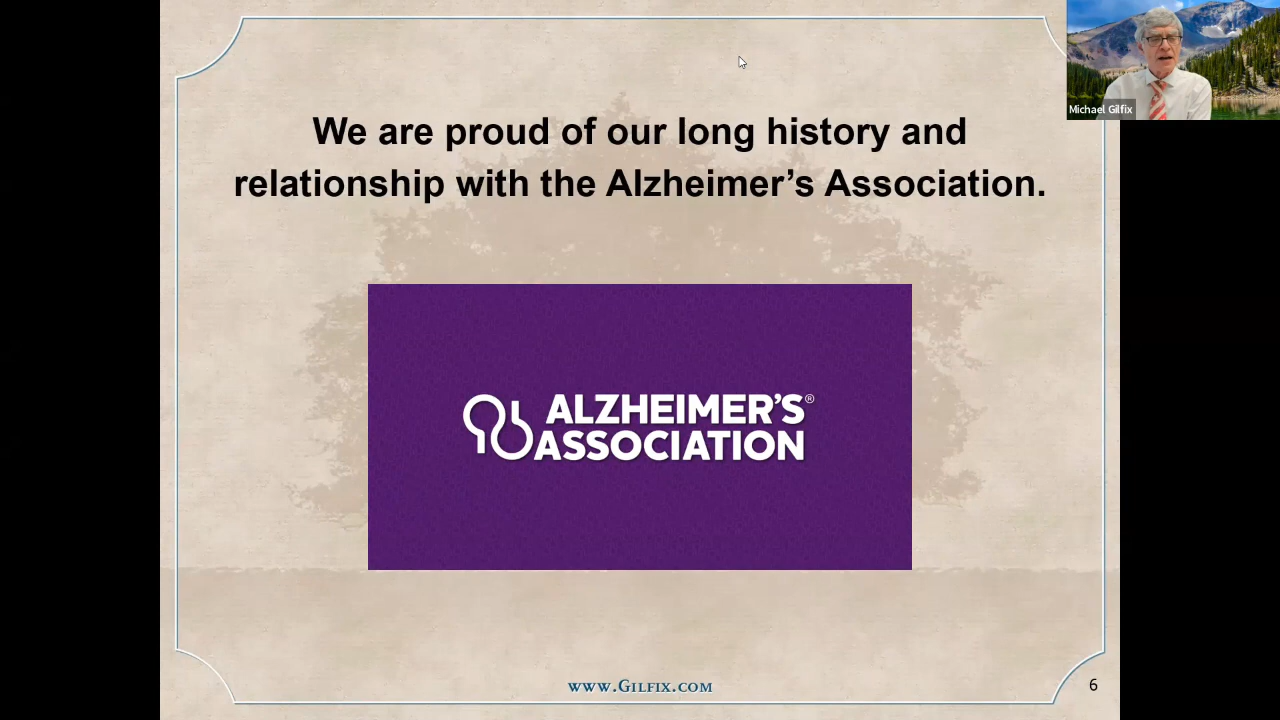 We are proud of our long history and
relationship with the Alzheimer’s Association.
ALZHEIMER’S®
ASSOCIATION
www.Gilfix.com
6
Michael Gilfix